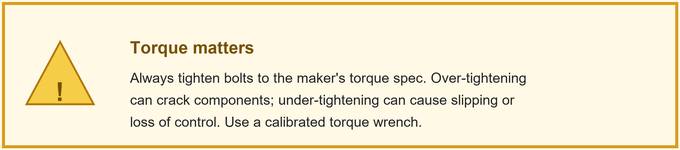 Torque matters
!
Always tighten bolts to the maker's torque spec. Over-tightening
can crack components; under-tightening can cause slipping or
loss of control. Use a calibrated torque wrench.